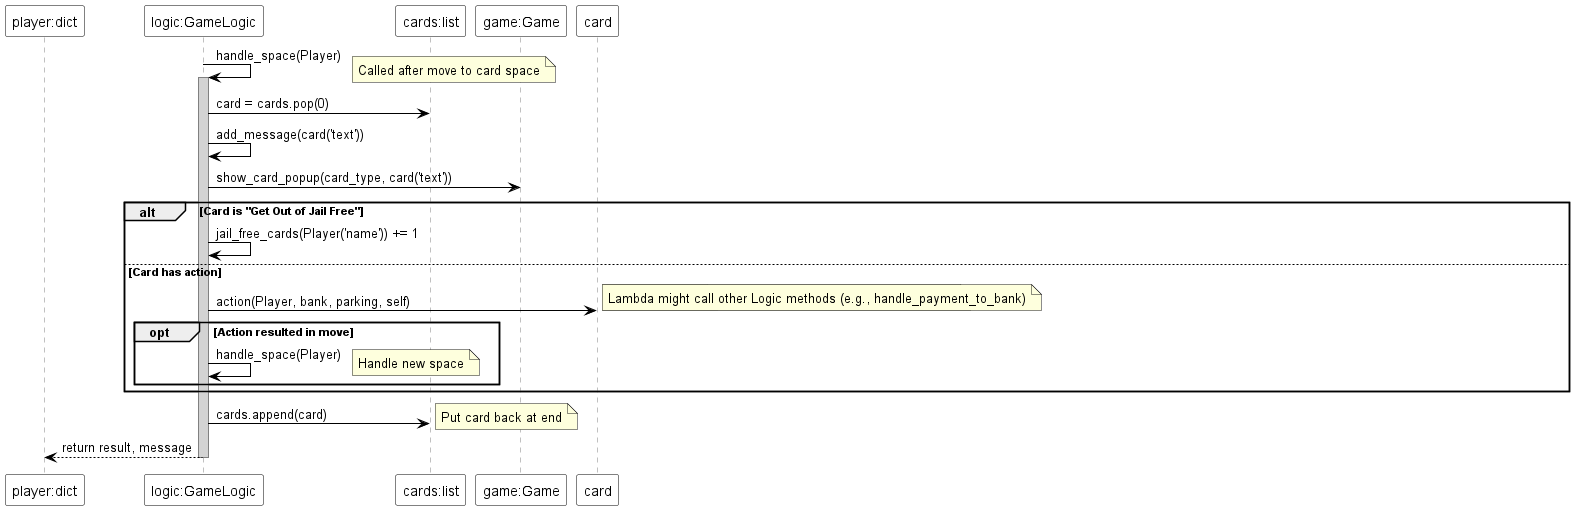 player:dict
logic:GameLogic
cards:list
game:Game
card
handle_space(Player)
Called after move to card space
card = cards.pop(0)
add_message(card('text'))
show_card_popup(card_type, card('text'))
alt
[Card is "Get Out of Jail Free"]
jail_free_cards(Player('name')) += 1
[Card has action]
action(Player, bank, parking, self)
Lambda might call other Logic methods (e.g., handle_payment_to_bank)
opt
[Action resulted in move]
handle_space(Player)
Handle new space
cards.append(card)
Put card back at end
return result, message
player:dict
logic:GameLogic
cards:list
game:Game
card